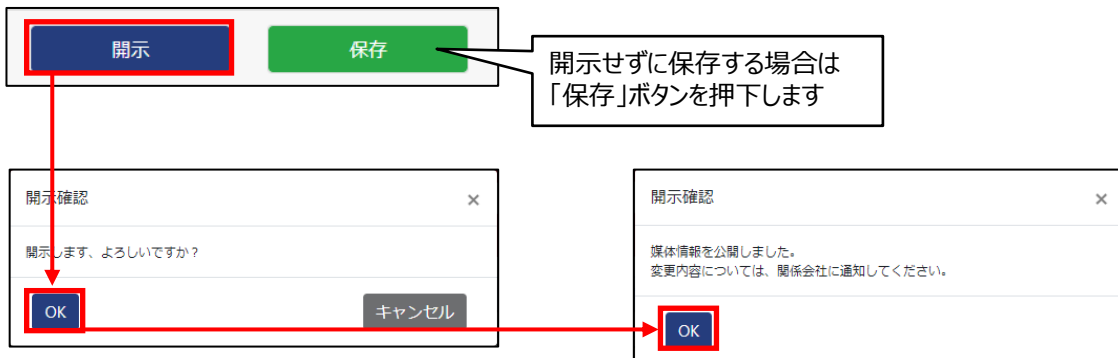 開示
保存
開示せずに保存する場合は
「保存」ボタンを押下します
開示確認
×
開示します、よろしいですか？
OK
キャンセル
開示確認
×
媒体情報を公開しました。
変更内容については、関係会社に通知してください。
OK